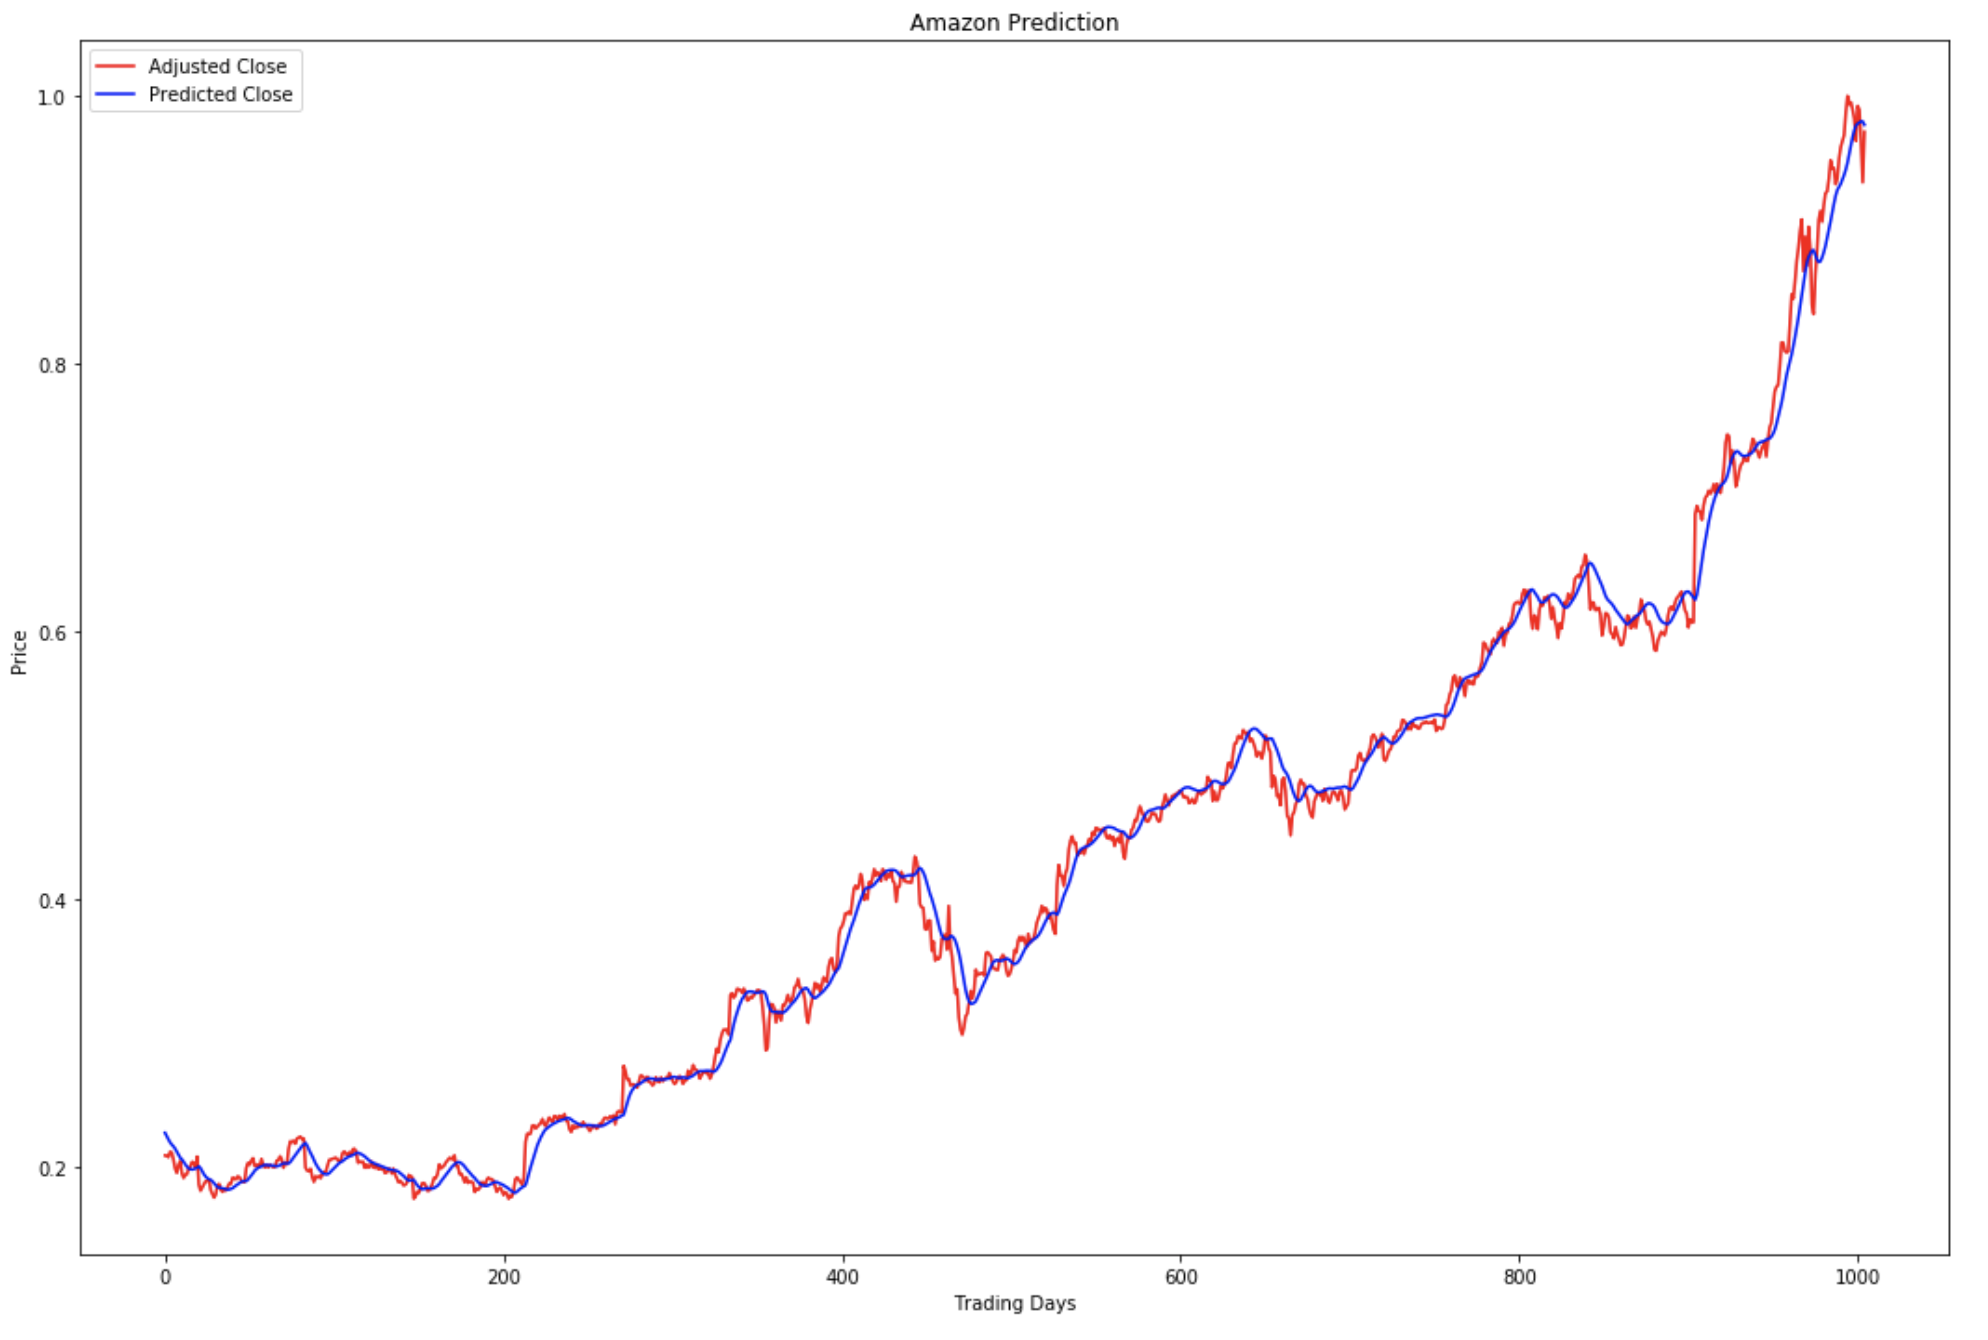 Amazon Prediction
Adjusted Close
Predicted Close
1.0
0.8
0.6
0.4
0.2
Price
0 200 400 600 800 1000
Trading Days